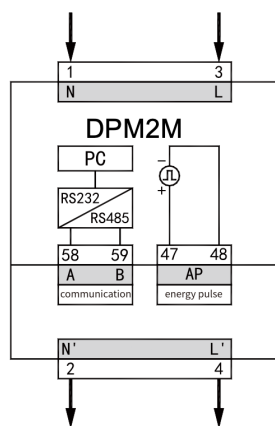 1 3
N L
DPM2M
PC
RS232
RS485
−
+
58 59 47 48
A B AP
communication energy pulse
N' L'
2 4